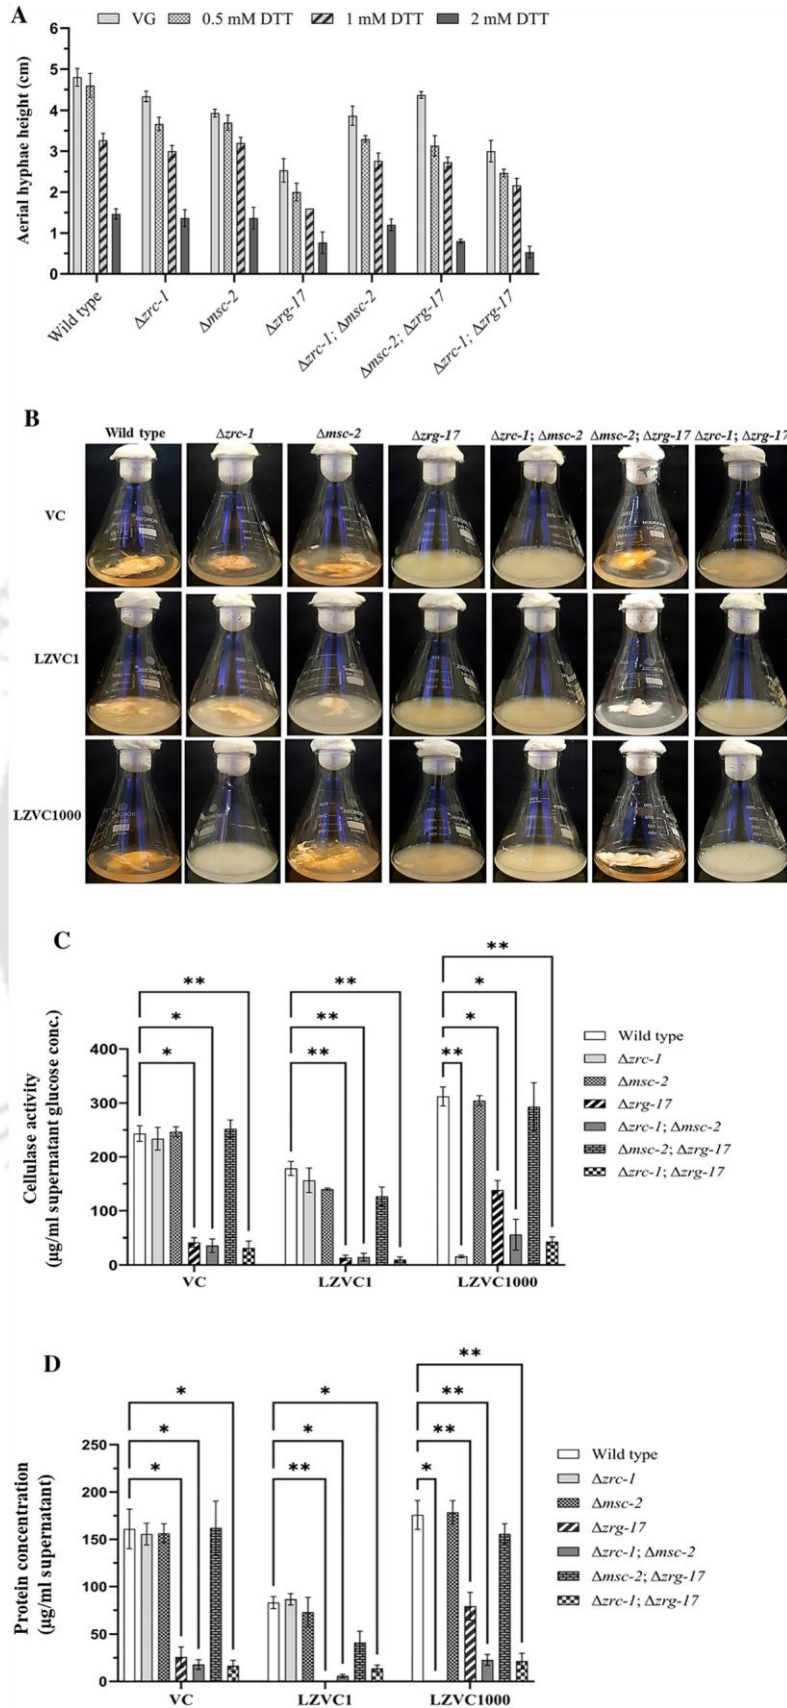 A
VG 0.5 mM DTT 1 mM DTT 2 mM DTT
Aerial hyphae height (cm)
6
5
4
3
2
1
0
Wild type
Δzrc-1
Δmsc-2
Δzrg-17
Δzrc-1; Δmsc-2
Δmsc-2; Δzrg-17
Δzrc-1; Δzrg-17
B
Wild type Δzrc-1 Δmsc-2 Δzrg-17 Δzrc-1; Δmsc-2 Δmsc-2; Δzrg-17 Δzrc-1; Δzrg-17
VC
LZVC1
LZVC1000
C
** ** **
* ** *
* ** *
**
Cellulase activity
(µg/ml supernatant glucose conc.)
400
300
200
100
0
VC LZVC1 LZVC1000
Wild type
Δzrc-1
Δmsc-2
Δzrg-17
Δzrc-1; Δmsc-2
Δmsc-2; Δzrg-17
Δzrc-1; Δzrg-17
D
* * **
* * **
* ** **
*
Protein concentration
(µg/ml supernatant)
250
200
150
100
50
0
VC LZVC1 LZVC1000
Wild type
Δzrc-1
Δmsc-2
Δzrg-17
Δzrc-1; Δmsc-2
Δmsc-2; Δzrg-17
Δzrc-1; Δzrg-17